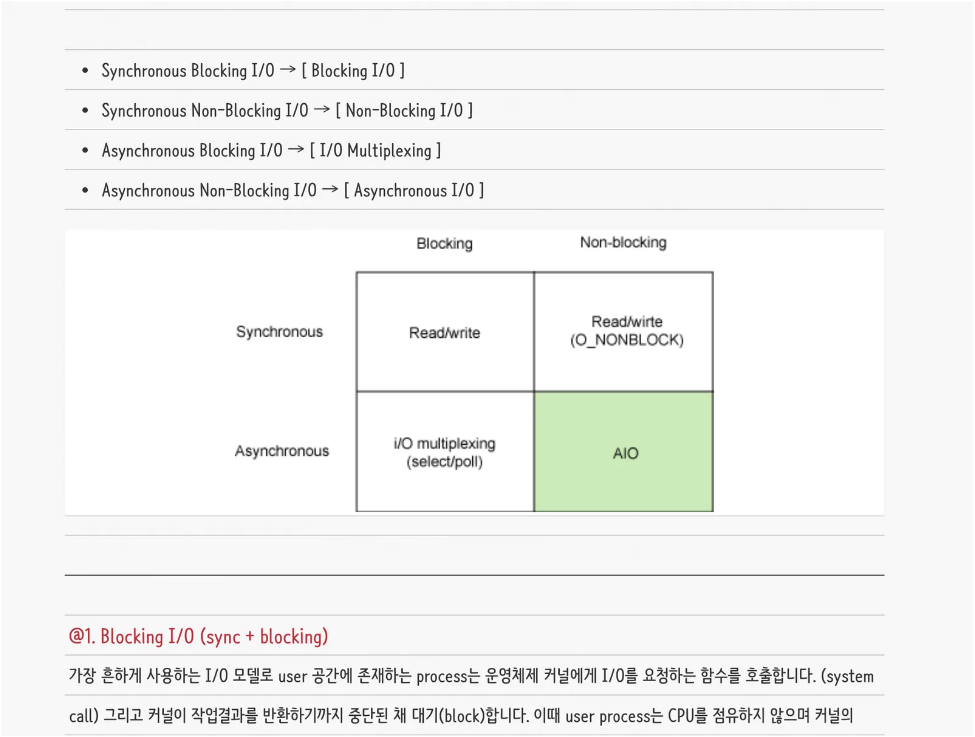 • Synchronous Blocking I/O → [ Blocking I/O ]
• Synchronous Non-Blocking I/O → [ Non-Blocking I/O ]
• Asynchronous Blocking I/O → [ I/O Multiplexing ]
• Asynchronous Non-Blocking I/O → [ Asynchronous I/O ]
Blocking Non-blocking
Synchronous
Read/write
Read/wirte
(O_NONBLOCK)
Asynchronous
i/O multiplexing
(select/poll)
AIO
@1. Blocking I/O (sync + blocking)
가장 흔하게 사용하는 I/O 모델로 user 공간에 존재하는 process는 운영체제 커널에게 I/O를 요청하는 함수를 호출합니다. (system
call) 그리고 커널이 작업결과를 반환하기까지 중단된 채 대기(block)합니다. 이때 user process는 CPU를 점유하지 않으며 커널의